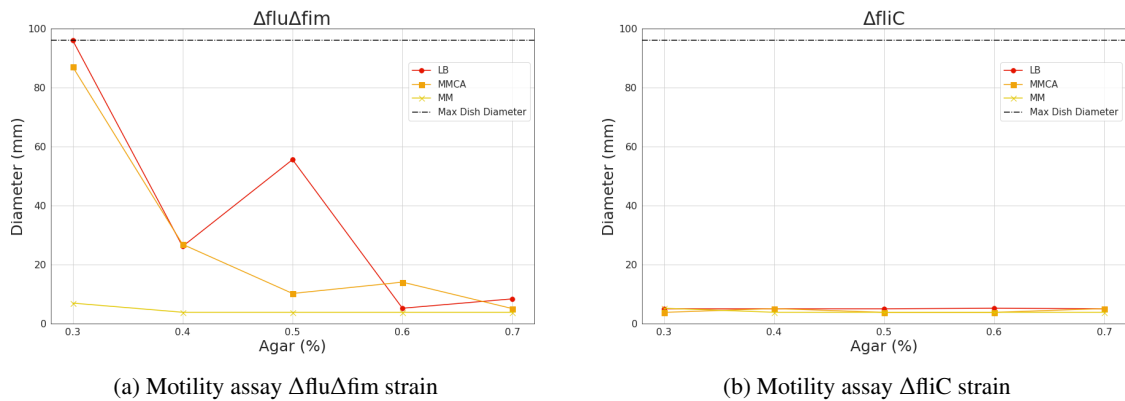 ΔfluΔfim
100
80
60
40
20
0
Diameter (mm)
LB
MMCA
MM
Max Dish Diameter
0.3 0.4 0.5 0.6 0.7
Agar (%)
(a) Motility assay ΔfluΔfim strain
ΔfliC
100
80
60
40
20
0
Diameter (mm)
LB
MMCA
MM
Max Dish Diameter
0.3 0.4 0.5 0.6 0.7
Agar (%)
(b) Motility assay ΔfliC strain